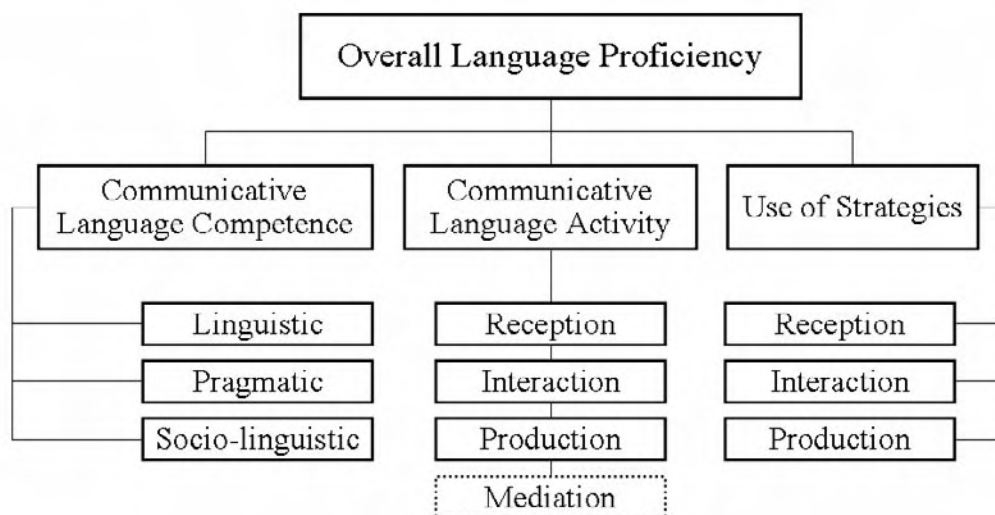 Overall Language Proficiency
Communicative
Language Competence
Communicative
Language Activity
Use of Strategies
Linguistic
Reception
Reception
Pragmatic
Interaction
Interaction
Socio-linguistic
Production
Production
Mediation